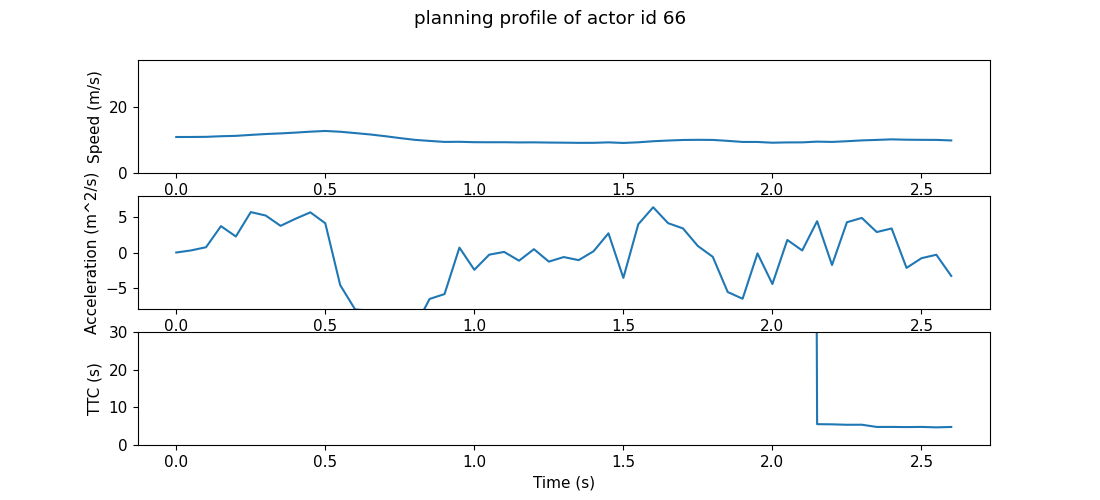 planning profile of actor id 66
Speed (m/s)
20
0
0.0 0.5 1.0 1.5 2.0 2.5
Acceleration (m^2/s)
5
0
−5
0.0 0.5 1.0 1.5 2.0 2.5
TTC (s)
30
20
10
0
0.0 0.5 1.0 1.5 2.0 2.5
Time (s)